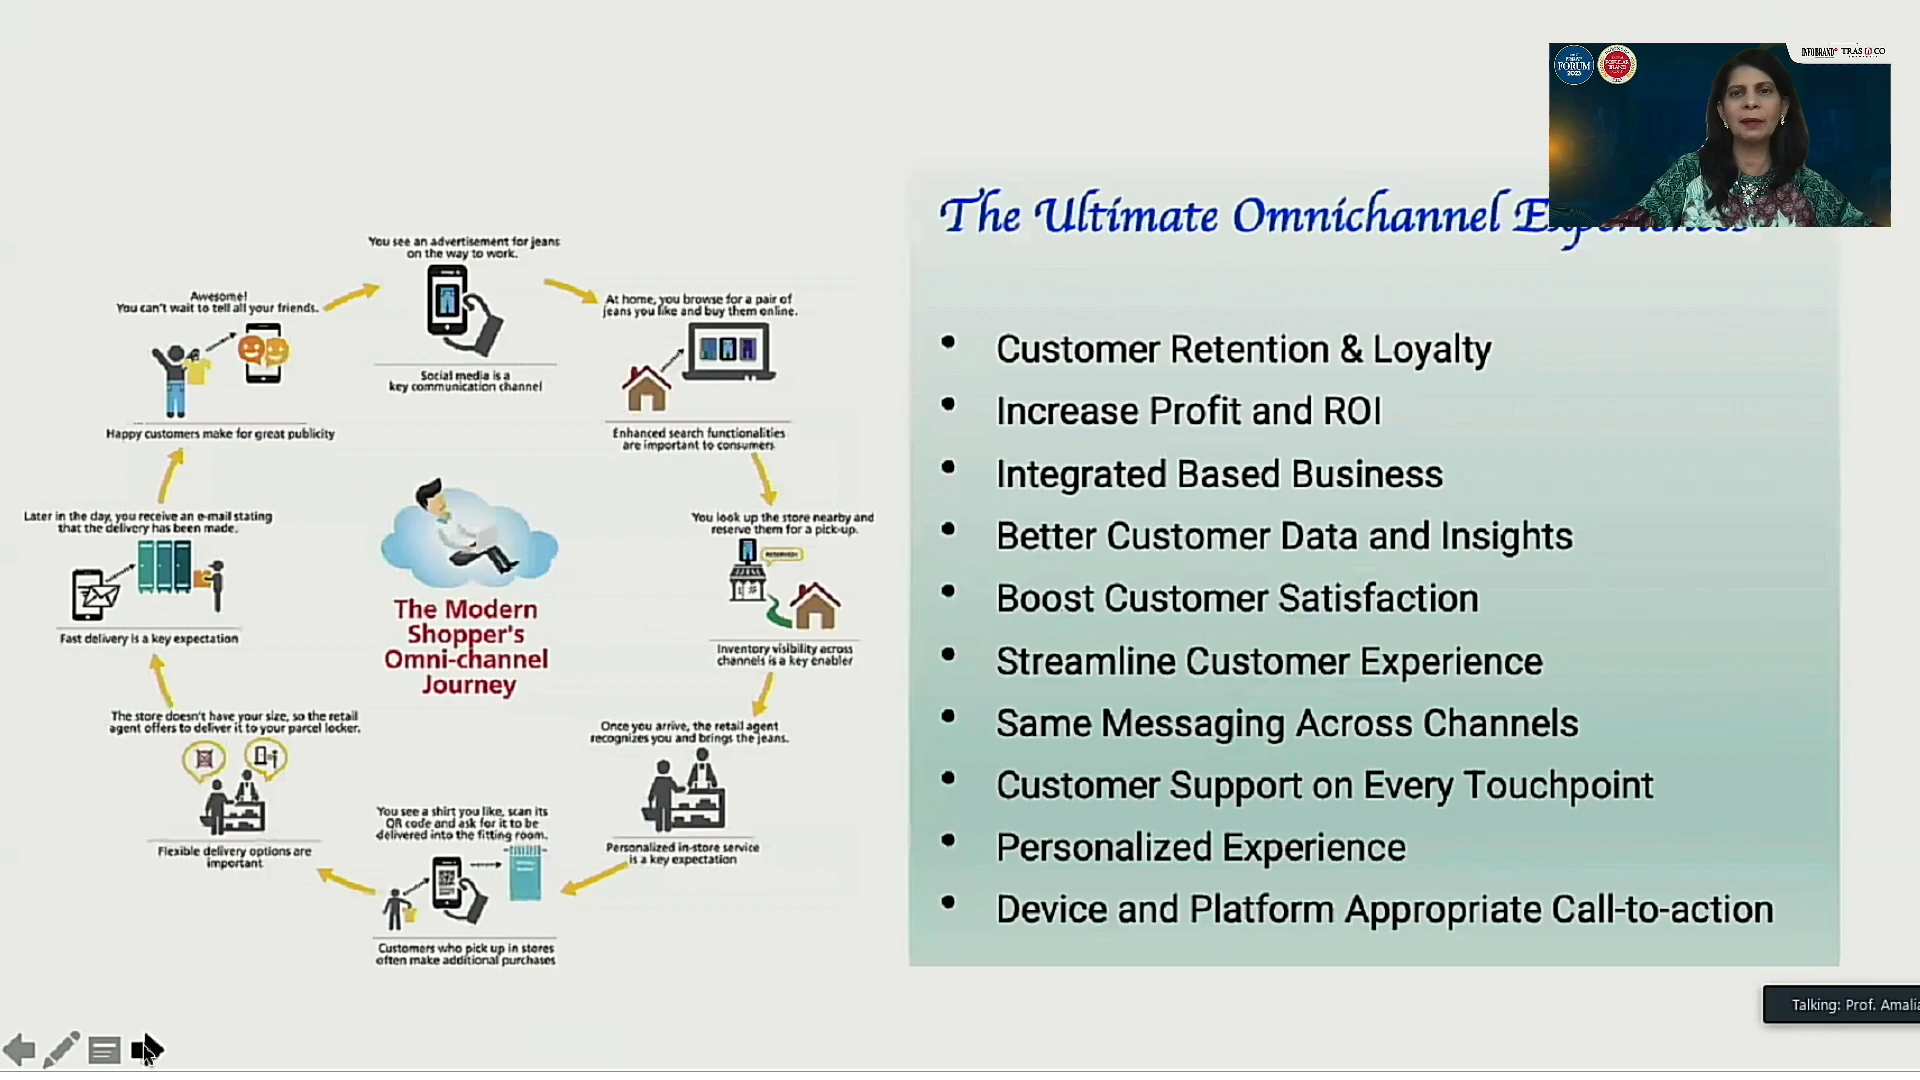 INFOBRAND TRAS N CO
FORUM
2023
The Ultimate Omnichannel Experience
• Customer Retention & Loyalty
• Increase Profit and ROI
• Integrated Based Business
• Better Customer Data and Insights
• Boost Customer Satisfaction
• Streamline Customer Experience
• Same Messaging Across Channels
• Customer Support on Every Touchpoint
• Personalized Experience
• Device and Platform Appropriate Call-to-action
The Modern
Shopper's
Omni-channel
Journey
You see an advertisement for jeans
on the way to work.
Social media is a
key communication channel
At home, you browse for a pair of
jeans you like and buy them online.
Enhanced search functionalities
are important to consumers
You look up the store nearby and
reserve them for a pick-up.
RESERVED!
Inventory visibility across
channels is a key enabler
Once you arrive, the retail agent
recognizes you and brings the jeans.
Personalized in-store service
is a key expectation
You see a shirt you like, scan its
QR code and ask for it to be
delivered into the fitting room.
Customers who pick up in stores
often make additional purchases
The store doesn't have your size, so the retail
agent offers to deliver it to your parcel locker.
Flexible delivery options are
important
Later in the day, you receive an e-mail stating
that the delivery has been made.
Fast delivery is a key expectation
Awesome!
You can't wait to tell all your friends.
Happy customers make for great publicity
Talking: Prof. Amalia